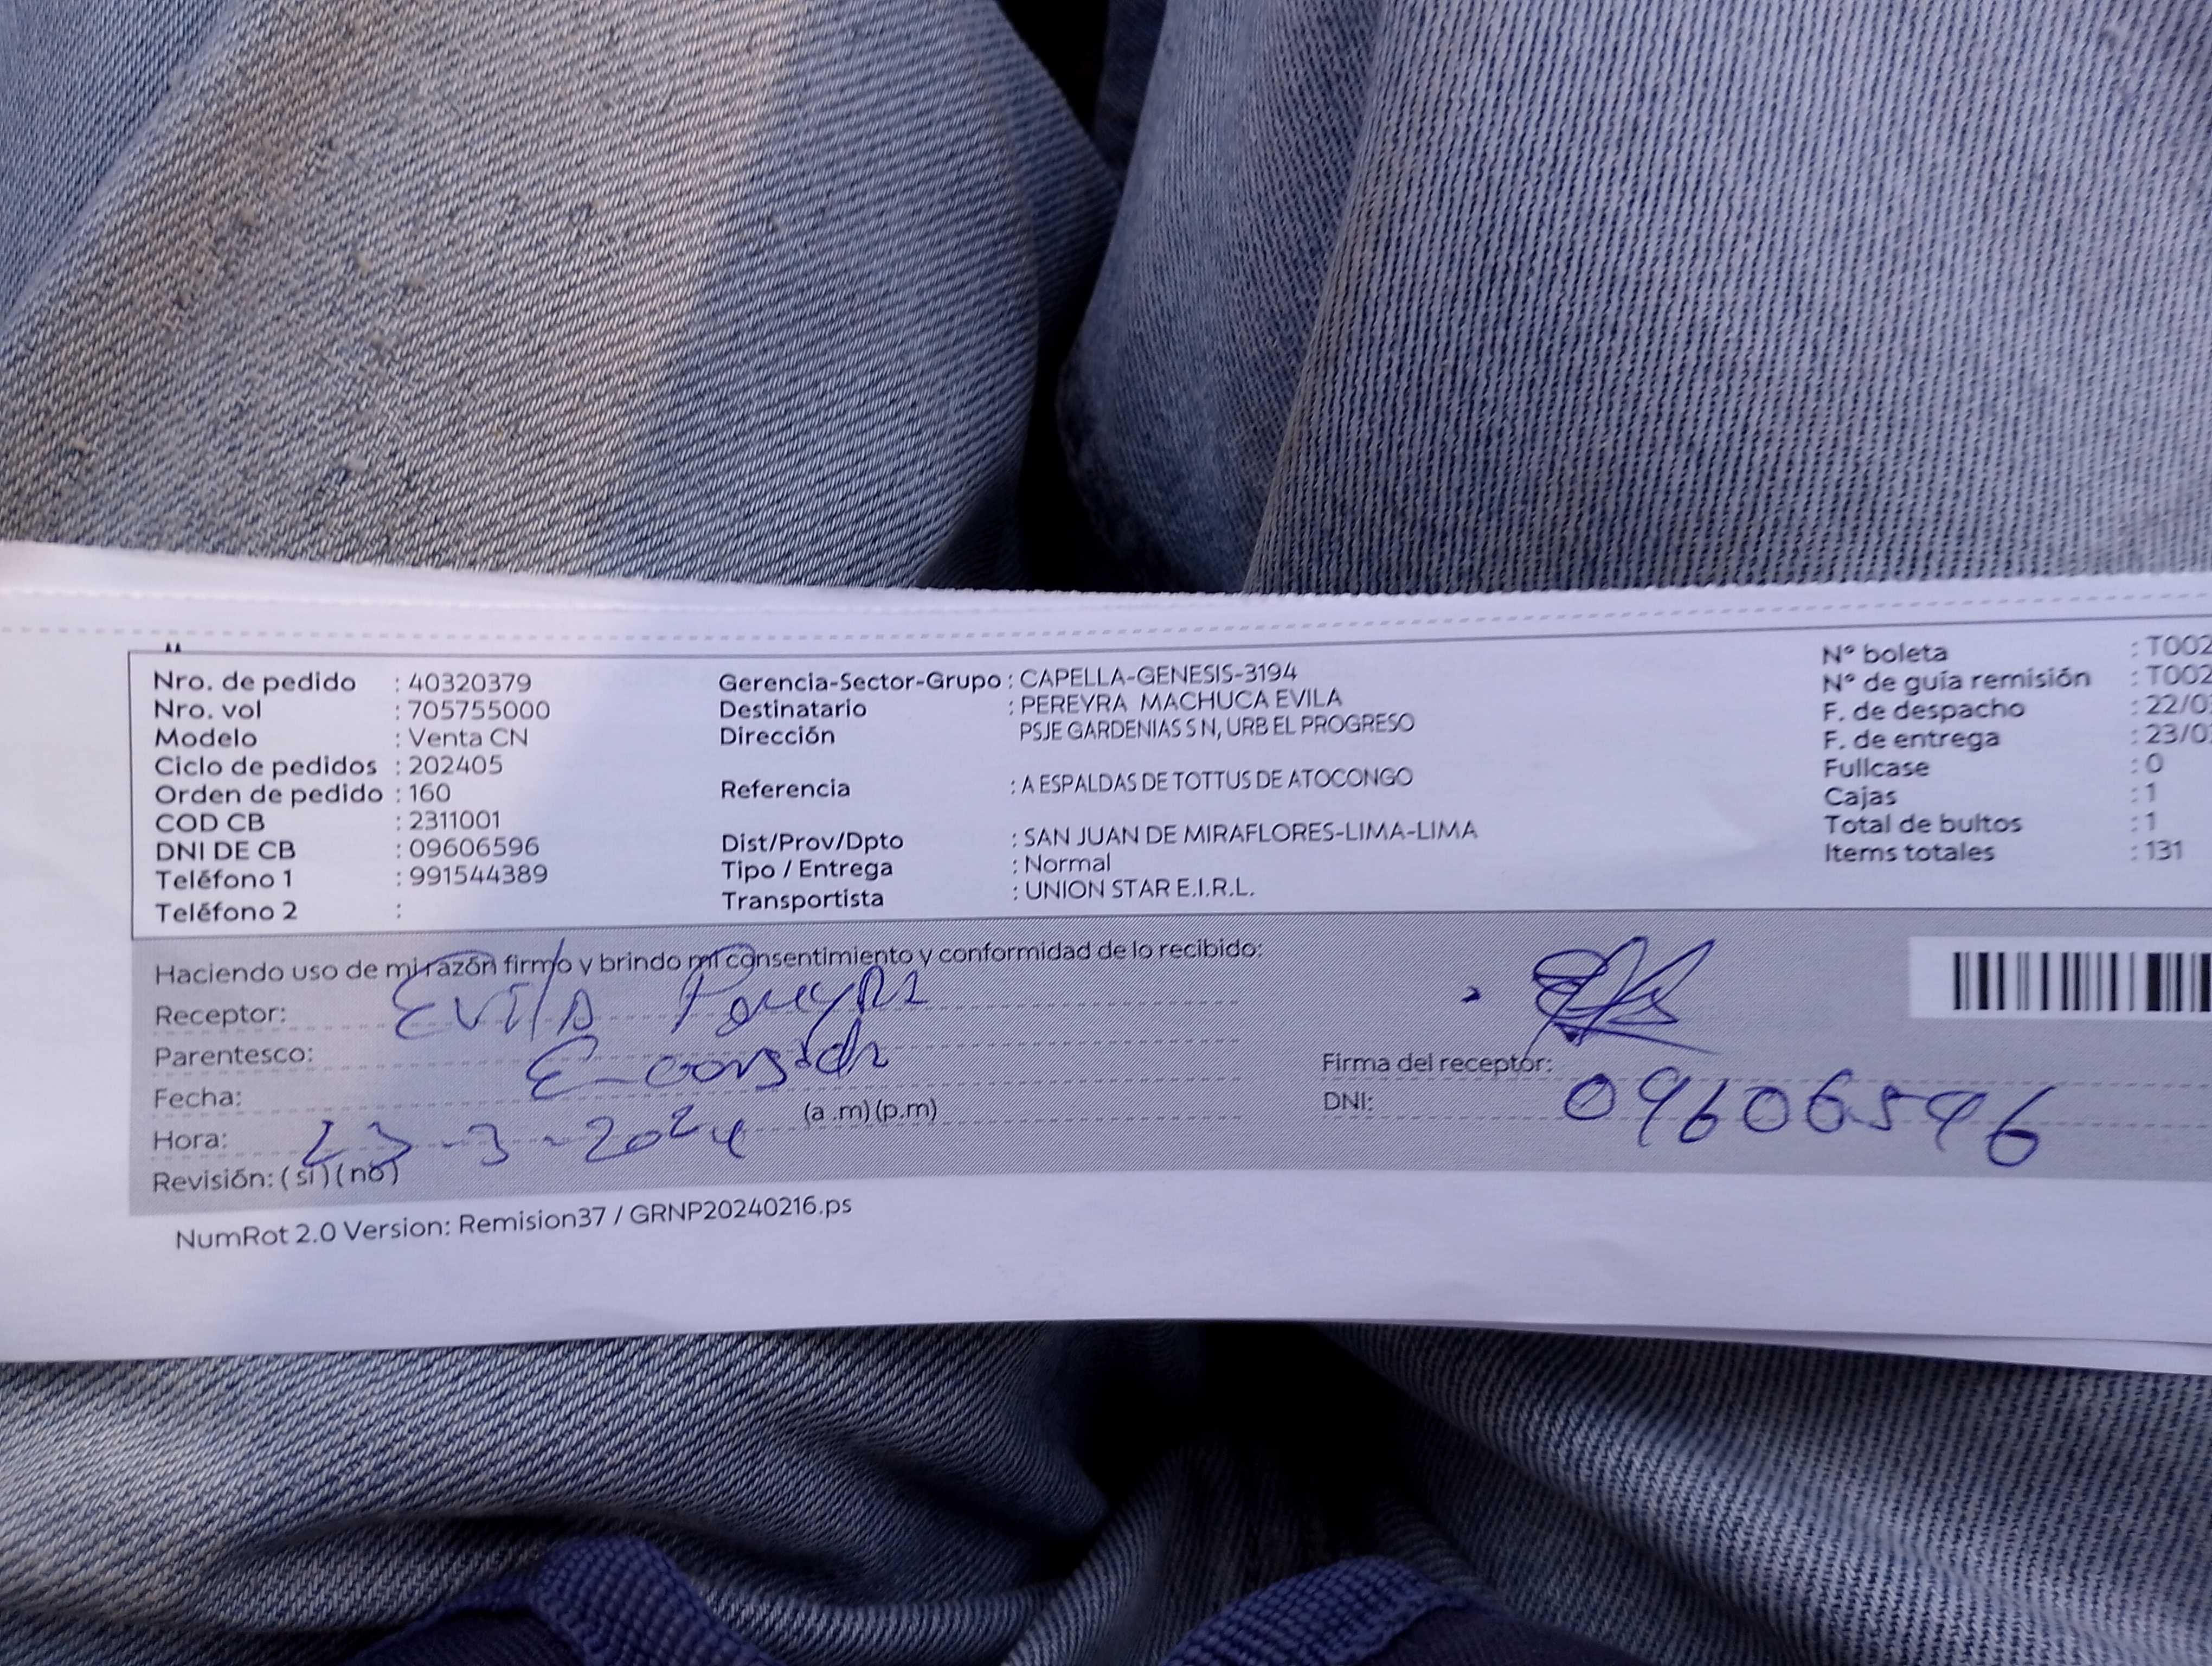 Nro. de pedido : 40320379
Nro. vol : 705755000
Modelo : Venta CN
Ciclo de pedidos : 202405
Orden de pedido : 160
COD CB : 2311001
DNI DE CB : 09606596
Teléfono 1 : 991544389
Teléfono 2 :
Gerencia-Sector-Grupo : CAPELLA-GENESIS-3194
Destinatario : PEREYRA MACHUCA EVILA
Dirección PSJE GARDENIAS S N, URB EL PROGRESO
Referencia : A ESPALDAS DE TOTTUS DE ATOCONGO
Dist/Prov/Dpto : SAN JUAN DE MIRAFLORES-LIMA-LIMA
Tipo / Entrega : Normal
Transportista : UNION STAR E.I.R.L.
N° boleta : T002
N° de guía remisión : T002
F. de despacho : 22/0
F. de entrega : 23/0
Fullcase : 0
Cajas : 1
Total de bultos : 1
Items totales : 131
Haciendo uso de mi razón firmo y brindo mi consentimiento y conformidad de lo recibido:
Receptor: Evila Pereyra
Parentesco:
Fecha:
Hora: 23-3-2024 (a .m) (p.m)
Revisión: ( si ) ( no )
Firma del receptor:
DNI: 09606596
NumRot 2.0 Version: Remision37 / GRNP20240216.ps